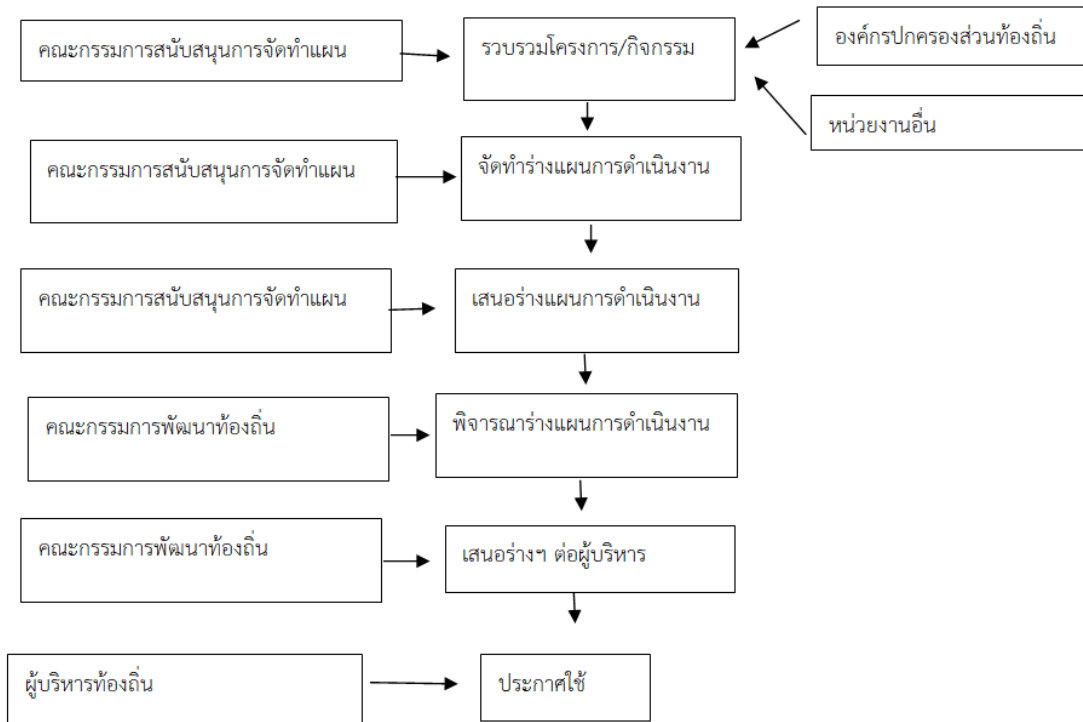 คณะกรรมการสนับสนุนการจัดทำแผน
รวบรวมโครงการ/กิจกรรม
องค์กรปกครองส่วนท้องถิ่น
หน่วยงานอื่น
คณะกรรมการสนับสนุนการจัดทำแผน
จัดทำร่างแผนการดำเนินงาน
คณะกรรมการสนับสนุนการจัดทำแผน
เสนอร่างแผนการดำเนินงาน
คณะกรรมการพัฒนาท้องถิ่น
พิจารณาร่างแผนการดำเนินงาน
คณะกรรมการพัฒนาท้องถิ่น
เสนอร่างฯ ต่อผู้บริหาร
ผู้บริหารท้องถิ่น
ประกาศใช้